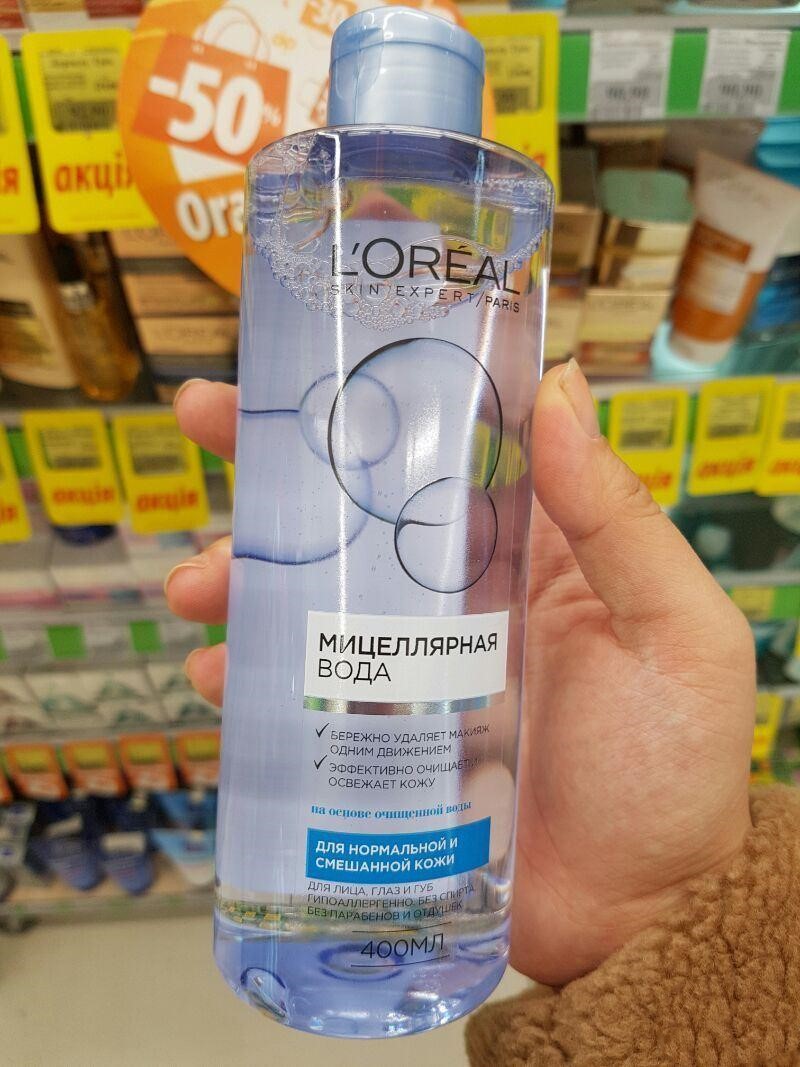 -50%
акція
L'ORÉAL
SKIN EXPERT/PARIS
МИЦЕЛЛЯРНАЯ
ВОДА
✓ БЕРЕЖНО УДАЛЯЕТ МАКИЯЖ
ОДНИМ ДВИЖЕНИЕМ
✓ ЭФФЕКТИВНО ОЧИЩАЕТ И
ОСВЕЖАЕТ КОЖУ
на основе очищенной воды
ДЛЯ НОРМАЛЬНОЙ И
СМЕШАННОЙ КОЖИ
ДЛЯ ЛИЦА, ГЛАЗ И ГУБ
ГИПОАЛЛЕРГЕННО. БЕЗ СПИРТА,
БЕЗ ПАРАБЕНОВ И ОТДУШЕК
400МЛ
акція
акція
акція